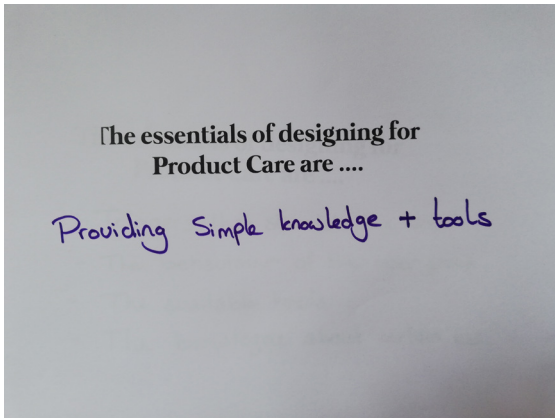 The essentials of designing for
Product Care are ....
Providing Simple knowledge + tools